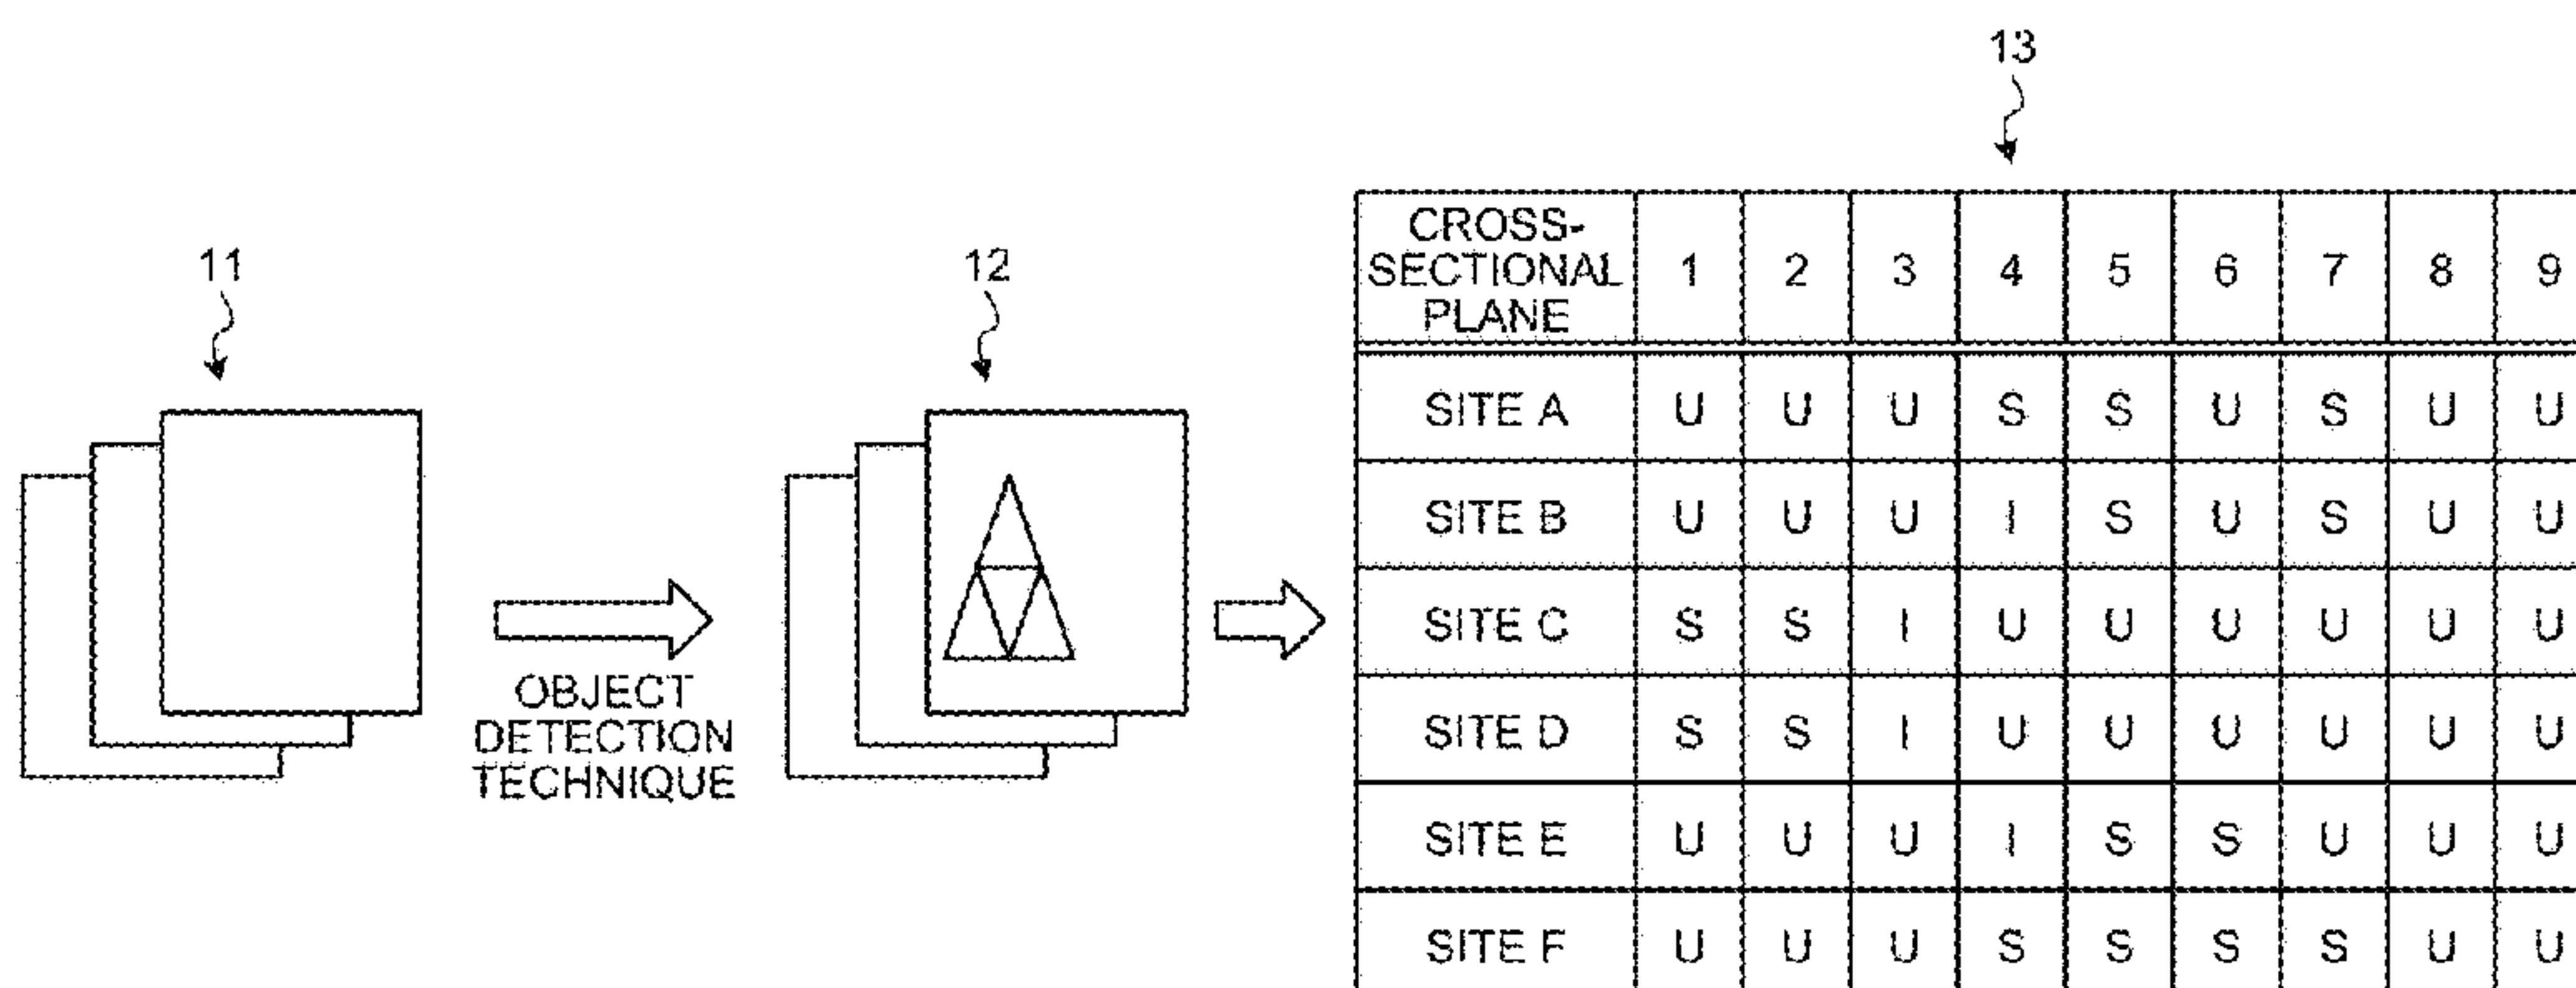 13
11
12
OBJECT
DETECTION
TECHNIQUE
CROSS-
SECTIONAL
PLANE 1 2 3 4 5 6 7 8 9
SITE A U U U S S U S U U
SITE B U U U I S U S U U
SITE C S S I U U U U U U
SITE D S S I U U U U U U
SITE E U U U I S S U U U
SITE F U U U S S S S U U